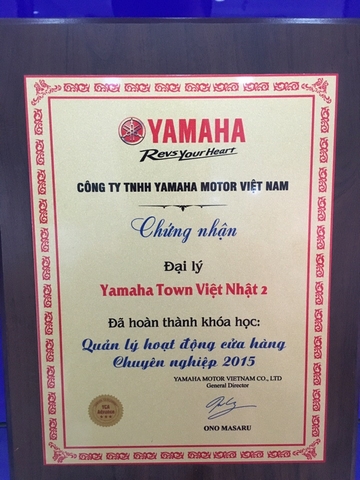 YAMAHA
Revs Your Heart
CÔNG TY TNHH YAMAHA MOTOR VIỆT NAM
Chứng nhận
Đại lý
Yamaha Town Việt Nhật 2
Đã hoàn thành khóa học:
Quản lý hoạt động cửa hàng
Chuyên nghiệp 2015
YAMAHA MOTOR VIETNAM CO., LTD
General Director
ONO MASARU